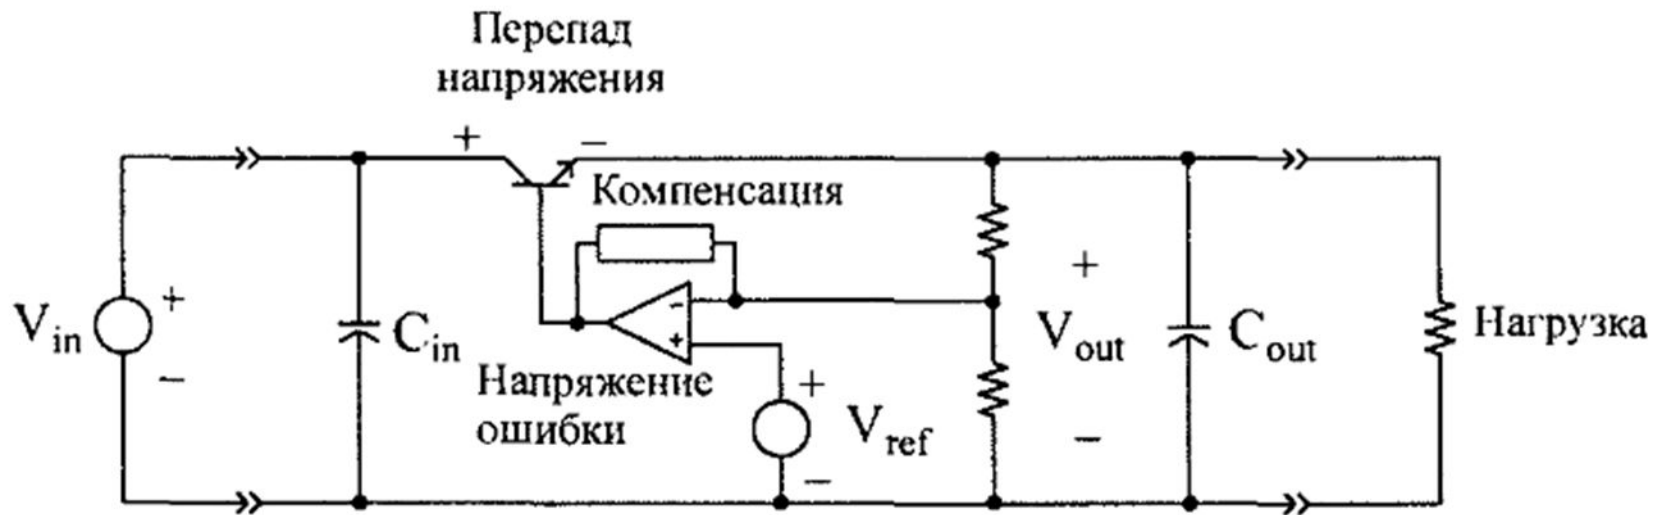 Перепад
напряжения
+
−
Компенсация
V_in
+
−
C_in
-
+
Напряжение
ошибки
+
V_ref
−
+
V_out
−
C_out
Нагрузка